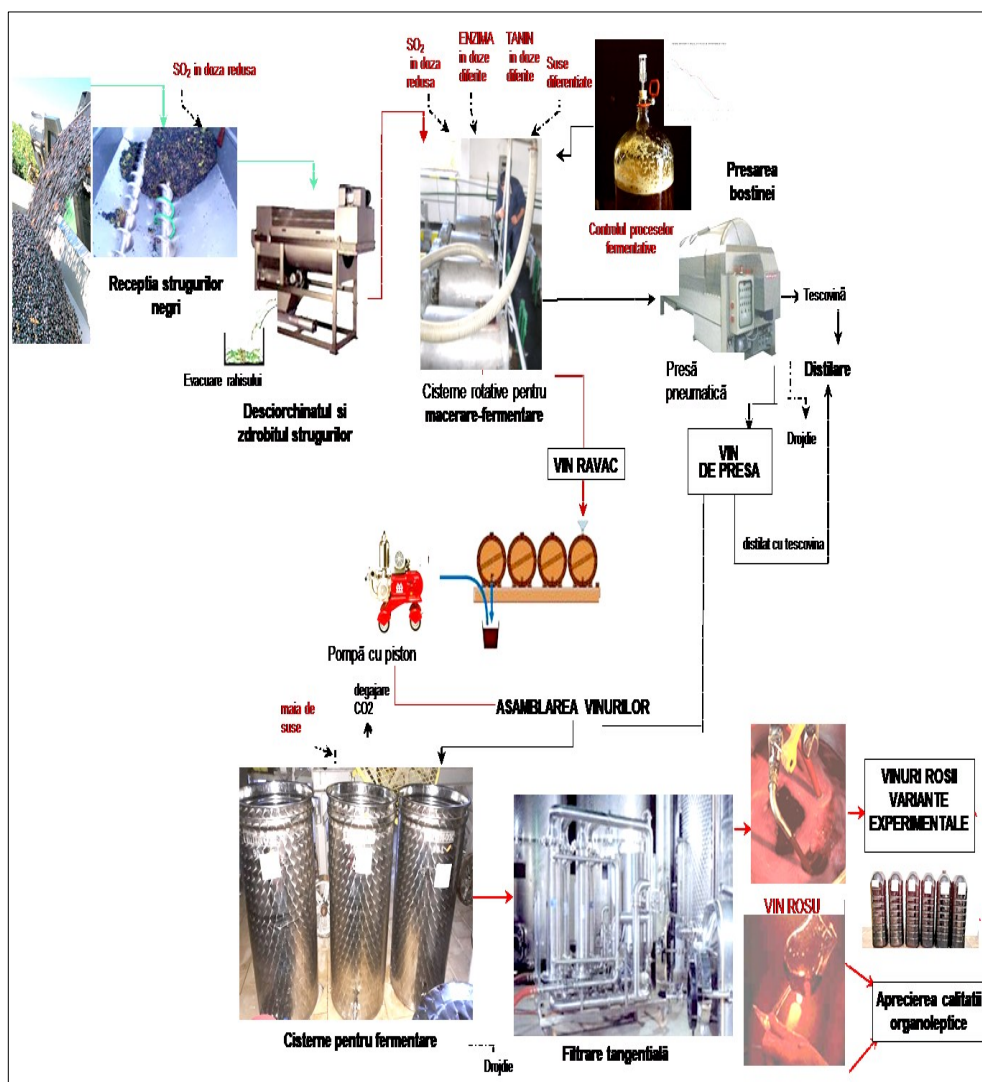 SO2 in doza redusa
SO2
in doza
redusa
ENZIMA
in doze
diferite
TANIN
in doze
diferite
Suse
diferentiate
Controlul proceselor
fermentative
Presarea
bostinei
Receptia strugurilor
negri
Evacuare rahisului
Desciorchinatul si
zdrobitul strugurilor
Cisterne rotative pentru
macerare-fermentare
Presă
pneumatică
Tescovină
Distilare
Drojdie
VIN RAVAC
VIN
DE PRESA
distilat cu tescovina
Pompă cu piston
degajare
CO2
maia de
suse
ASAMBLAREA VINURILOR
Cisterne pentru fermentare
Drojdie
Filtrare tangentială
VINURI ROSII
VARIANTE
EXPERIMENTALE
VIN ROSU
Aprecierea calitatii
organoleptice